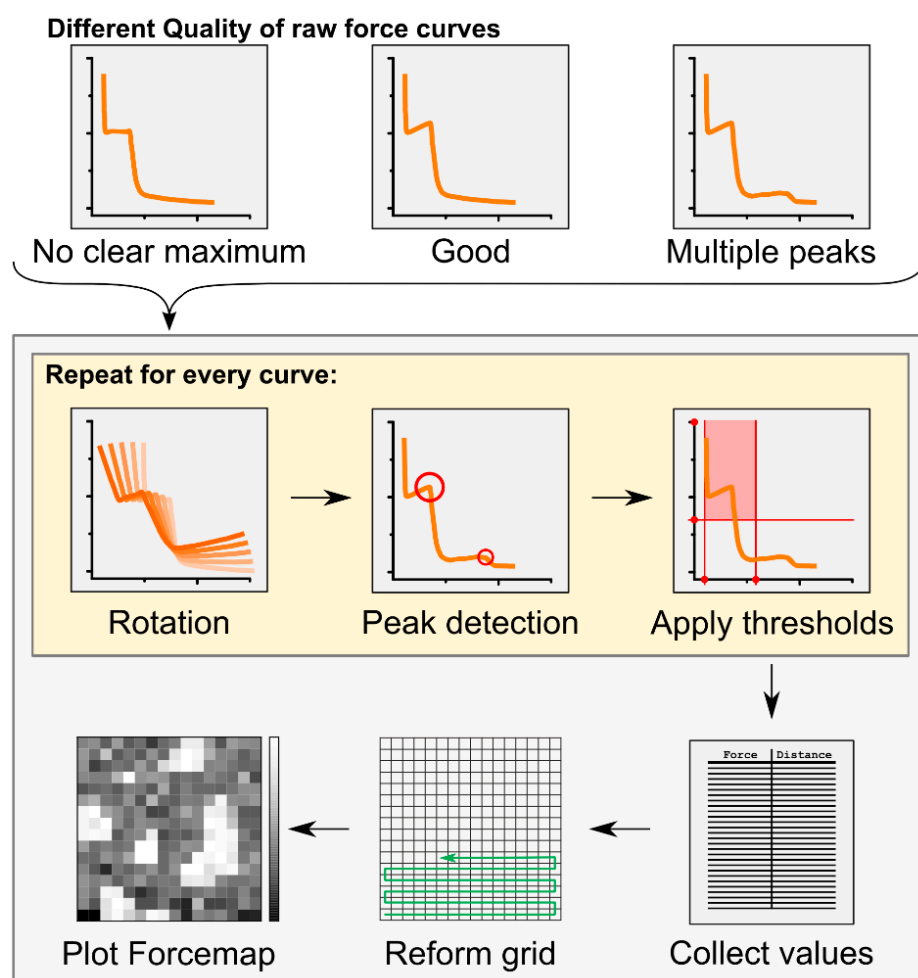 Different Quality of raw force curves
No clear maximum
Good
Multiple peaks
Repeat for every curve:
Rotation
Peak detection
Apply thresholds
Force Distance
Plot Forcemap
Reform grid
Collect values